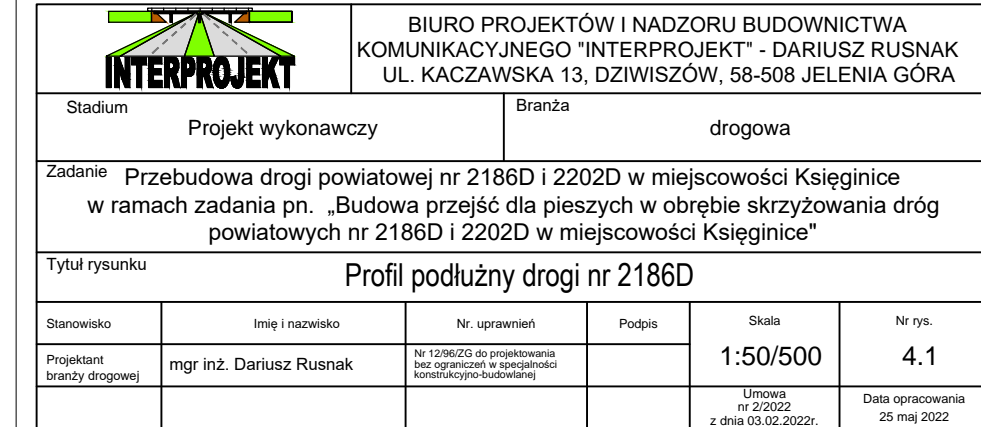 INTERPROJEKT
BIURO PROJEKTÓW I NADZORU BUDOWNICTWA
KOMUNIKACYJNEGO "INTERPROJEKT" - DARIUSZ RUSNAK
UL. KACZAWSKA 13, DZIWISZÓW, 58-508 JELENIA GÓRA
Stadium
Projekt wykonawczy
Branża
drogowa
Zadanie
Przebudowa drogi powiatowej nr 2186D i 2202D w miejscowości Księginice
w ramach zadania pn. „Budowa przejść dla pieszych w obrębie skrzyżowania dróg
powiatowych nr 2186D i 2202D w miejscowości Księginice"
Tytuł rysunku
Profil podłużny drogi nr 2186D
Stanowisko
Imię i nazwisko
Nr. uprawnień
Podpis
Skala
Nr rys.
Projektant
branży drogowej
mgr inż. Dariusz Rusnak
Nr 12/96/ZG do projektowania
bez ograniczeń w specjalności
konstrukcyjno-budowlanej
1:50/500
4.1
Umowa
nr 2/2022
z dnia 03.02.2022r.
Data opracowania
25 maj 2022